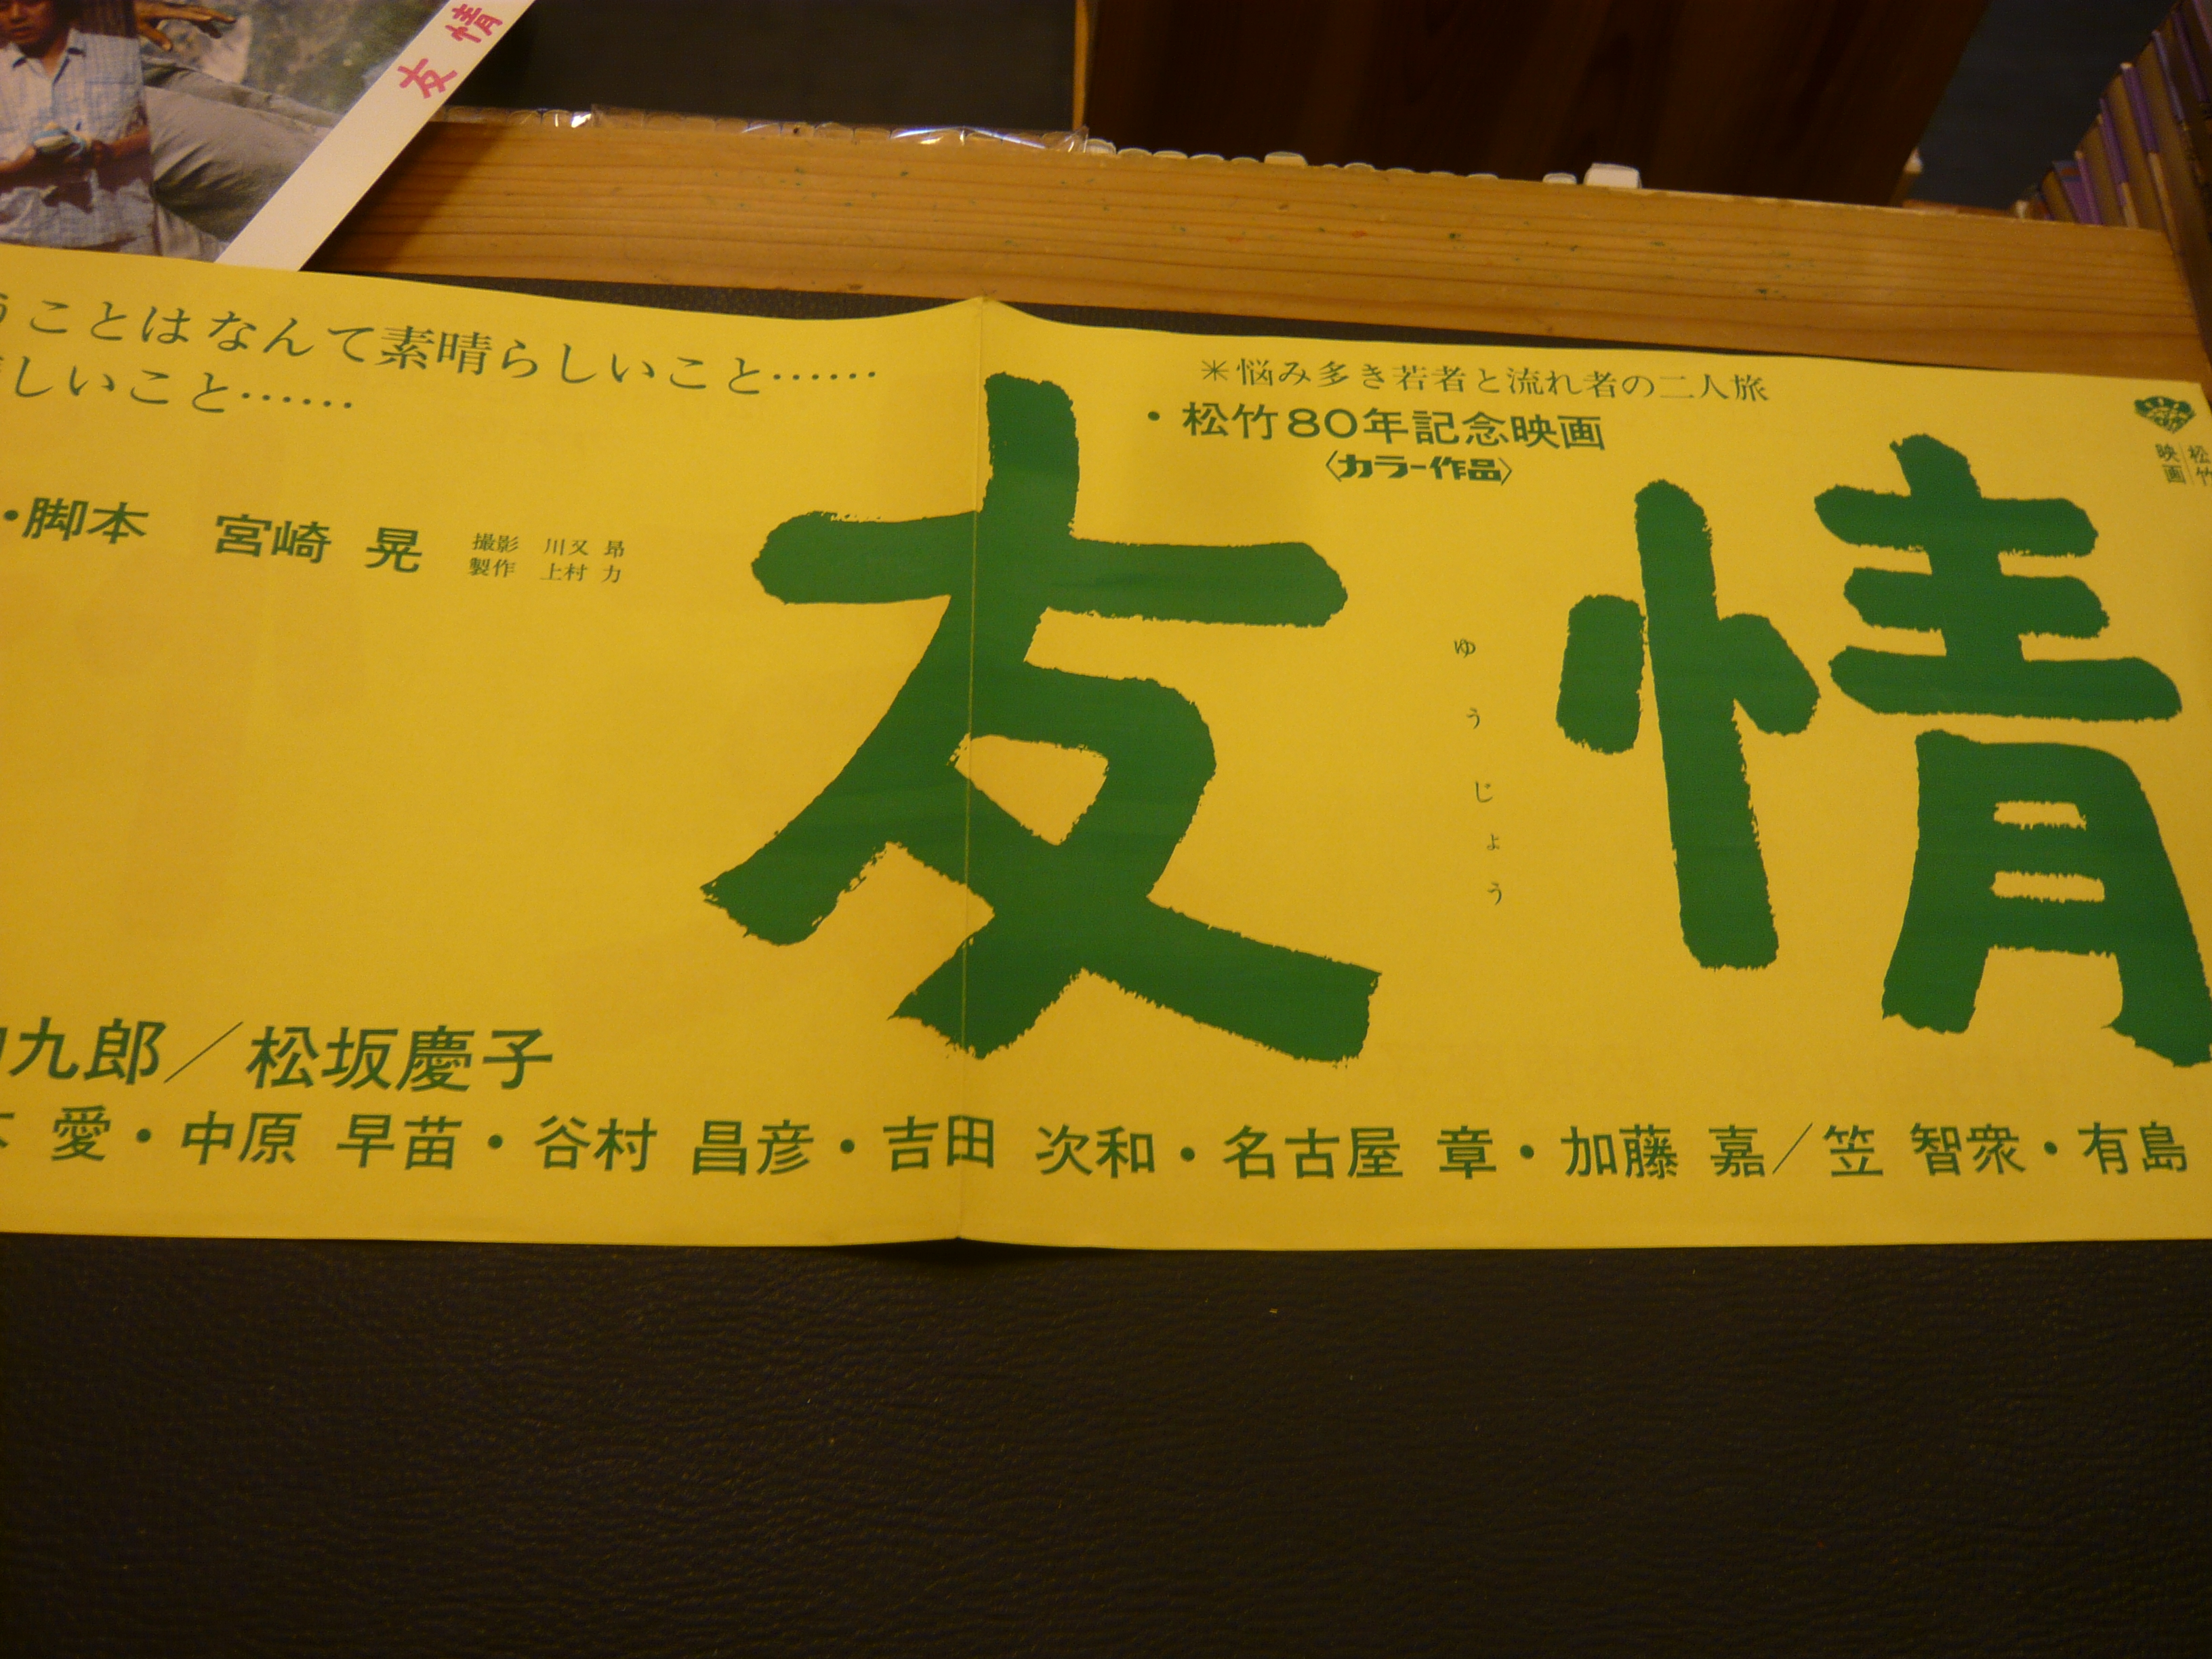 友情
うことはなんて素晴らしいこと……
しいこと……
＊悩み多き若者と流れ者の二人旅
・松竹80年記念映画
〈カラー作品〉
松竹
映画
・脚本 宮崎 晃
撮影 川又 昻
製作 上村 力
友情
ゆうじょう
九郎／松坂慶子
愛・中原 早苗・谷村 昌彦・吉田 次和・名古屋 章・加藤 嘉／笠 智衆・有島